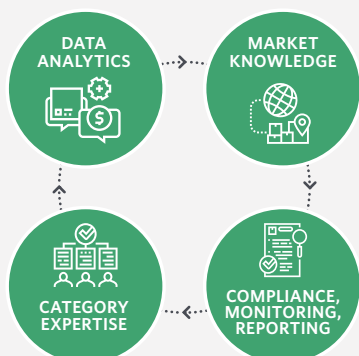 DATA
ANALYTICS
MARKET
KNOWLEDGE
$
CATEGORY
EXPERTISE
COMPLIANCE,
MONITORING,
REPORTING